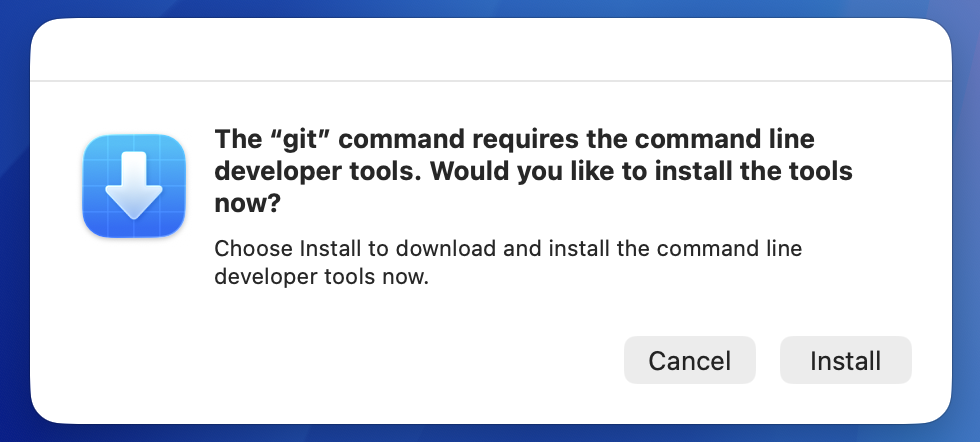 The “git” command requires the command line
developer tools. Would you like to install the tools
now?
Choose Install to download and install the command line
developer tools now.
Cancel
Install